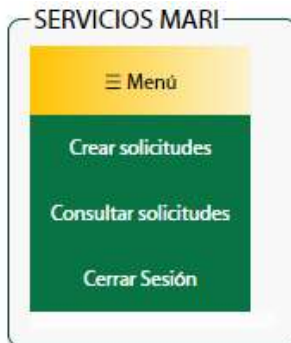 SERVICIOS MARI
☰ Menú
Crear solicitudes
Consultar solicitudes
Cerrar Sesión